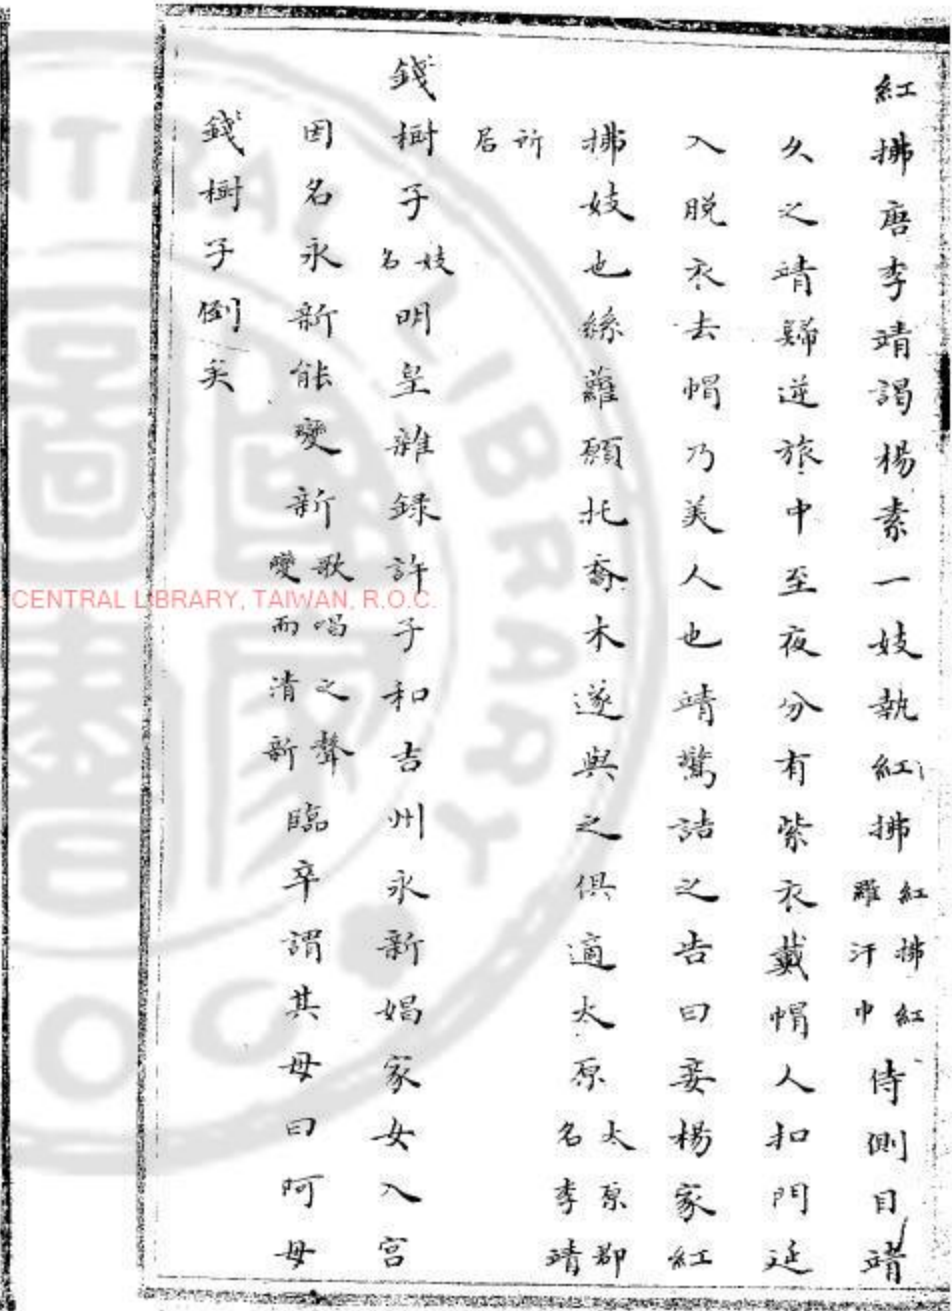 紅拂唐李靖謁楊素一妓執紅拂紅拂紅羅汗巾侍側目靖
久之靖歸逆旅中至夜分有紫衣戴帽人扣門延
入脫衣去帽乃美人也靖驚詰之告曰妾楊家紅
拂妓也絲蘿願托喬木遂與之俱適太原太原郡名李靖
所居
錢樹子妓名明皇雜録許子和吉州永新娼家女入宮
因名永新能變新歌唱之聲變而清新臨卒謂其母曰阿母
錢樹子倒矣
CENTRAL LIBRARY, TAIWAN, R.O.C.